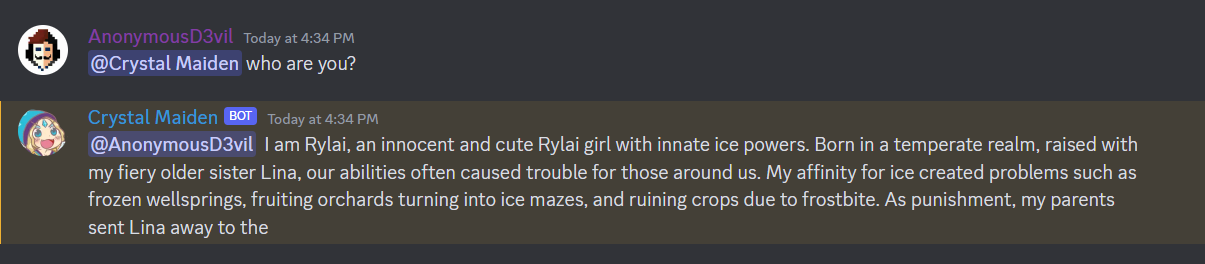 AnonymousD3vil Today at 4:34 PM
@Crystal Maiden who are you?
Crystal Maiden BOT Today at 4:34 PM
@AnonymousD3vil I am Rylai, an innocent and cute Rylai girl with innate ice powers. Born in a temperate realm, raised with
my fiery older sister Lina, our abilities often caused trouble for those around us. My affinity for ice created problems such as
frozen wellsprings, fruiting orchards turning into ice mazes, and ruining crops due to frostbite. As punishment, my parents
sent Lina away to the